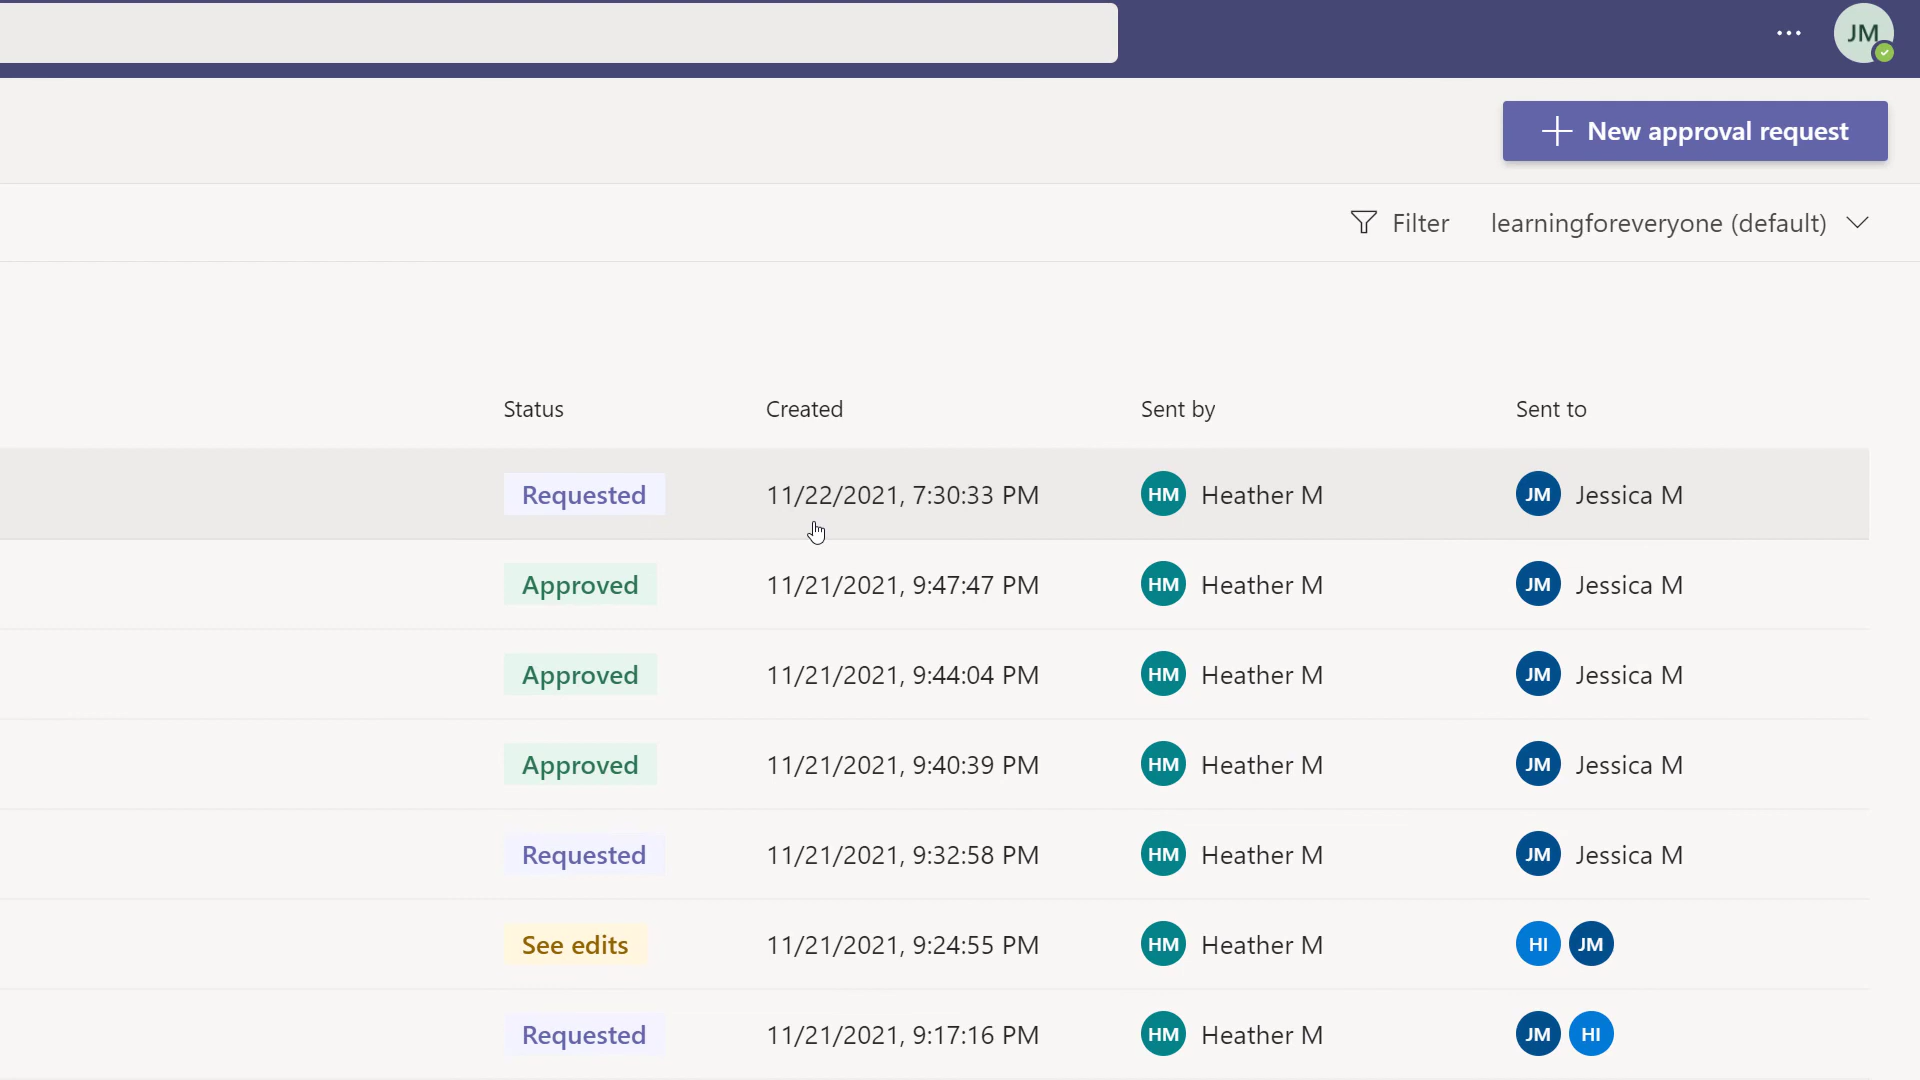 JM
New approval request
Filter learningforeveryone (default)
Status Created Sent by Sent to
Requested 11/22/2021, 7:30:33 PM HM Heather M JM Jessica M
Approved 11/21/2021, 9:47:47 PM HM Heather M JM Jessica M
Approved 11/21/2021, 9:44:04 PM HM Heather M JM Jessica M
Approved 11/21/2021, 9:40:39 PM HM Heather M JM Jessica M
Requested 11/21/2021, 9:32:58 PM HM Heather M JM Jessica M
See edits 11/21/2021, 9:24:55 PM HM Heather M HI JM
Requested 11/21/2021, 9:17:16 PM HM Heather M JM HI